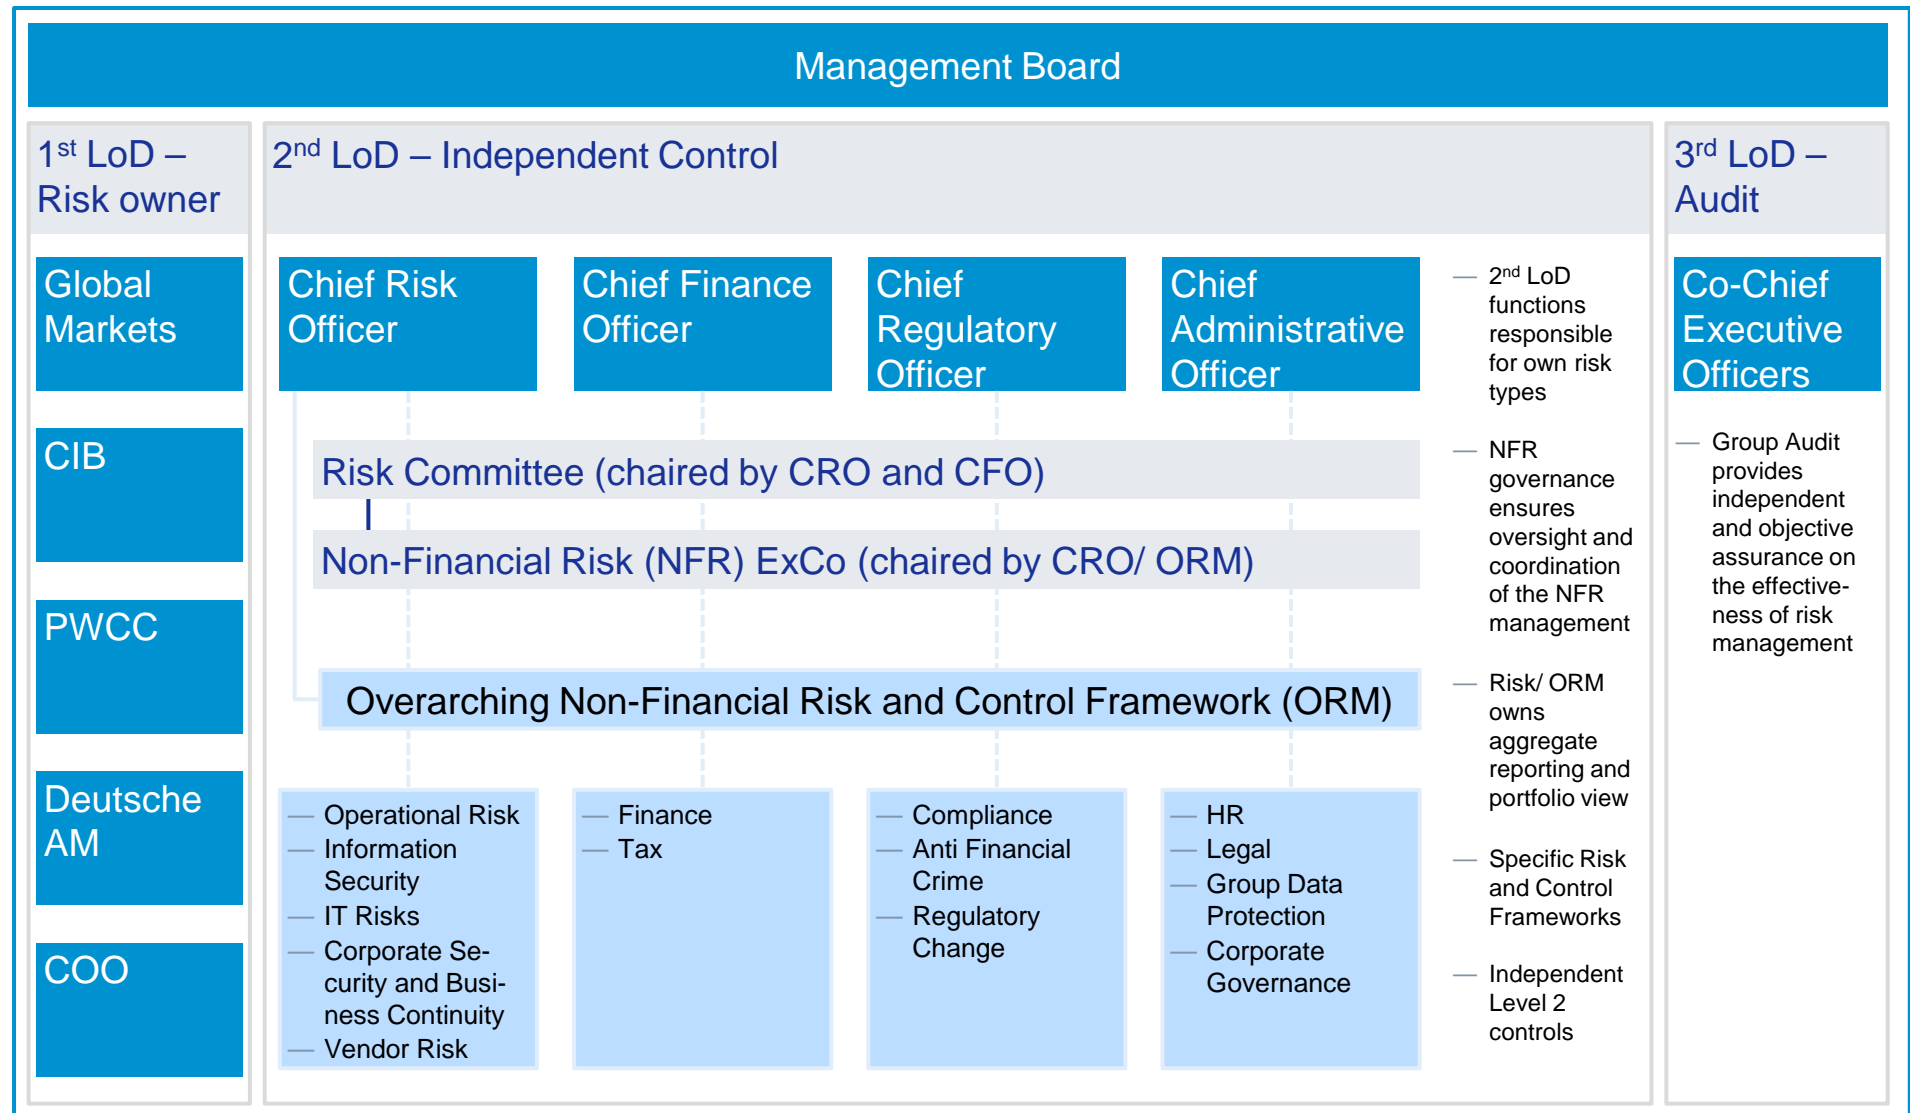 Management Board
1st LoD –
Risk owner
Global
Markets
CIB
PWCC
Deutsche
AM
COO
2nd LoD – Independent Control
Chief Risk
Officer
Chief Finance
Officer
Chief
Regulatory
Officer
Chief
Administrative
Officer
Risk Committee (chaired by CRO and CFO)
Non-Financial Risk (NFR) ExCo (chaired by CRO/ ORM)
Overarching Non-Financial Risk and Control Framework (ORM)
— Operational Risk
— Information
Security
— IT Risks
— Corporate Se-
curity and Busi-
ness Continuity
— Vendor Risk
— Finance
— Tax
— Compliance
— Anti Financial
Crime
— Regulatory
Change
— HR
— Legal
— Group Data
Protection
— Corporate
Governance
— 2nd LoD
functions
responsible
for own risk
types
— NFR
governance
ensures
oversight and
coordination
of the NFR
management
— Risk/ ORM
owns
aggregate
reporting and
portfolio view
— Specific Risk
and Control
Frameworks
— Independent
Level 2
controls
3rd LoD –
Audit
Co-Chief
Executive
Officers
— Group Audit
provides
independent
and objective
assurance on
the effective-
ness of risk
management